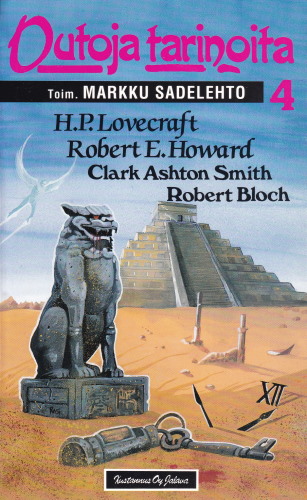 Outoja tarinoita
Toim. MARKKU SADELEHTO
4
H.P. Lovecraft
Robert E. Howard
Clark Ashton Smith
Robert Bloch
XII
Kustannus Oy Jalava